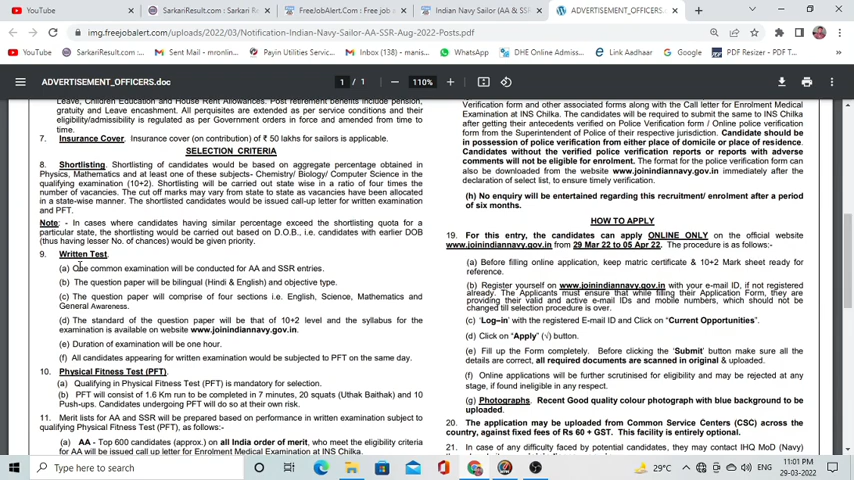 YouTube
SarkariResult.com : Sarkari R
FreeJobAlert.Com : Free job a
Indian Navy Sailor (AA & SSR
ADVERTISEMENT_OFFICERS.doc
img.freejobalert.com/uploads/2022/03/Notification-Indian-Navy-Sailor-AA-SSR-Aug-2022-Posts.pdf
YouTube
SarkariResult.com...
Sent Mail - mronline...
Payin Utility Servic...
Inbox (138) - manis...
WhatsApp
DHE Online Admiss...
Link Aadhaar
Google
PDF Resizer - PDF...
ADVERTISEMENT_OFFICERS.doc
1 / 1
110%
Leave, Children Education and House Rent Allowances. Post retirement benefits include pension,
gratuity and Leave encashment. All perquisites are extended as per service conditions and their
eligibility/admissibility is regulated as per Government orders in force and amended from time to
time.
7. Insurance Cover. Insurance cover (on contribution) of ₹ 50 lakhs for sailors is applicable.
SELECTION CRITERIA
8. Shortlisting. Shortlisting of candidates would be based on aggregate percentage obtained in
Physics, Mathematics and at least one of these subjects- Chemistry/ Biology/ Computer Science in the
qualifying examination (10+2). Shortlisting will be carried out state wise in a ratio of four times the
number of vacancies. The cut off marks may vary from state to state as vacancies have been allocated
in a state-wise manner. The shortlisted candidates would be issued call-up letter for written examination
and PFT.
Note: - In cases where candidates having similar percentage exceed the shortlisting quota for a
particular state, the shortlisting would be carried out based on D.O.B., i.e. candidates with earlier DOB
(thus having lesser No. of chances) would be given priority.
9. Written Test.
(a) One common examination will be conducted for AA and SSR entries.
(b) The question paper will be bilingual (Hindi & English) and objective type.
(c) The question paper will comprise of four sections i.e. English, Science, Mathematics and
General Awareness.
(d) The standard of the question paper will be that of 10+2 level and the syllabus for the
examination is available on website www.joinindiannavy.gov.in.
(e) Duration of examination will be one hour.
(f) All candidates appearing for written examination would be subjected to PFT on the same day.
10. Physical Fitness Test (PFT).
(a) Qualifying in Physical Fitness Test (PFT) is mandatory for selection.
(b) PFT will consist of 1.6 Km run to be completed in 7 minutes, 20 squats (Uthak Baithak) and 10
Push-ups. Candidates undergoing PFT will do so at their own risk.
11. Merit lists for AA and SSR will be prepared based on performance in written examination subject to
qualifying Physical Fitness Test (PFT), as follows:-
(a) AA - Top 600 candidates (approx.) on all India order of merit, who meet the eligibility criteria
for AA will be issued call up letter for Enrolment Medical Examination at INS Chilka.
Verification form and other associated forms along with the Call letter for Enrolment Medical
Examination at INS Chilka. The candidates will be required to submit the same to INS Chilka
after getting their antecedents verified on Police Verification form / Online police verification
form from the Superintendent of Police of their respective jurisdiction. Candidate should be
in possession of police verification from either place of domicile or place of residence.
Candidates without the verified police verification reports or reports with adverse
comments will not be eligible for enrolment. The format for the police verification form can
also be downloaded from the website www.joinindiannavy.gov.in immediately after the
declaration of select list, to ensure timely verification.
(h) No enquiry will be entertained regarding this recruitment/ enrolment after a period
of six months.
HOW TO APPLY
19. For this entry, the candidates can apply ONLINE ONLY on the official website
www.joinindiannavy.gov.in from 29 Mar 22 to 05 Apr 22. The procedure is as follows:-
(a) Before filling online application, keep matric certificate & 10+2 Mark sheet ready for
reference.
(b) Register yourself on www.joinindiannavy.gov.in with your e-mail ID, if not registered
already. The Applicants must ensure that while filling their Application Form, they are
providing their valid and active e-mail IDs and mobile numbers, which should not be
changed till selection procedure is over.
(c) 'Log–in' with the registered E-mail ID and Click on "Current Opportunities".
(d) Click on "Apply" (√) button.
(e) Fill up the Form completely. Before clicking the 'Submit' button make sure all the
details are correct, all required documents are scanned in original & uploaded.
(f) Online applications will be further scrutinised for eligibility and may be rejected at any
stage, if found ineligible in any respect.
(g) Photographs. Recent Good quality colour photograph with blue background to be
uploaded.
20. The application may be uploaded from Common Service Centers (CSC) across the
country, against fixed fees of Rs 60 + GST. This facility is entirely optional.
21. In case of any difficulty faced by potential candidates, they may contact IHQ MoD (Navy)
Type here to search
29°C
ENG
11:01 PM
29-03-2022